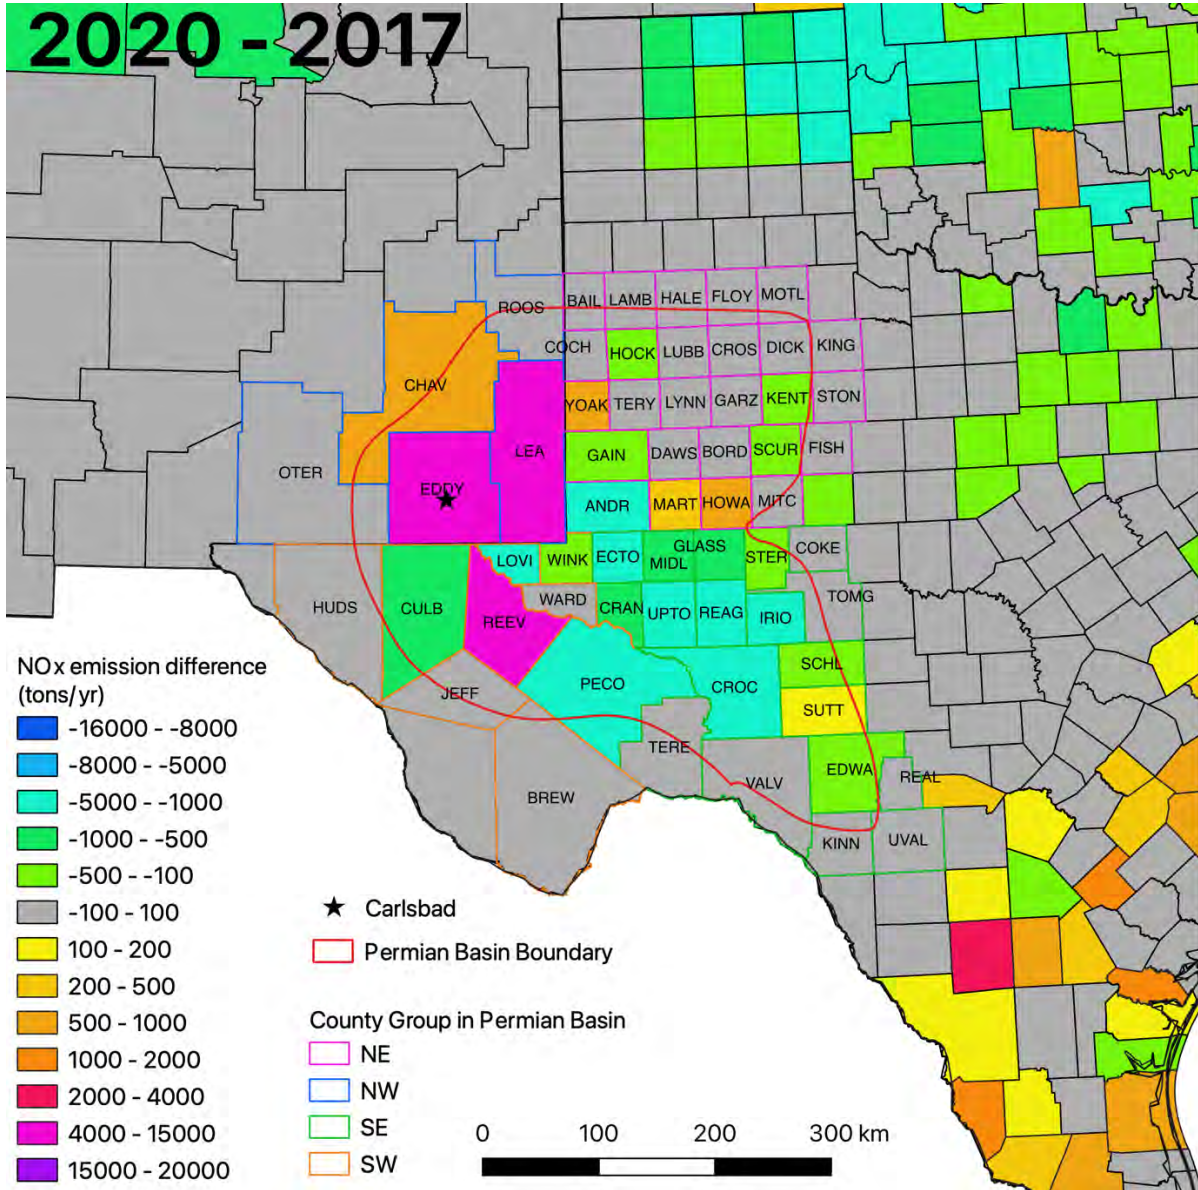 2020 - 2017
ROOS BAIL LAMB HALE FLOY MOTL
COCH HOCK LUBB CROS DICK KING
CHAV YOAK TERY LYNN GARZ KENT STON
OTER EDDY LEA GAIN DAWS BORD SCUR FISH
ANDR MART HOWA MITC
LOVI WINK ECTO MIDL GLASS STER COKE
HUDS CULB REEV WARD CRAN UPTO REAG IRIO TOMG
JEFF PECO CROC SCHL
SUTT
TERE
BREW VALV EDWA REAL
KINN UVAL
NOx emission difference
(tons/yr)
-16000 - -8000
-8000 - -5000
-5000 - -1000
-1000 - -500
-500 - -100
-100 - 100
100 - 200
200 - 500
500 - 1000
1000 - 2000
2000 - 4000
4000 - 15000
15000 - 20000
Carlsbad
Permian Basin Boundary
County Group in Permian Basin
NE
NW
SE
SW
0 100 200 300 km